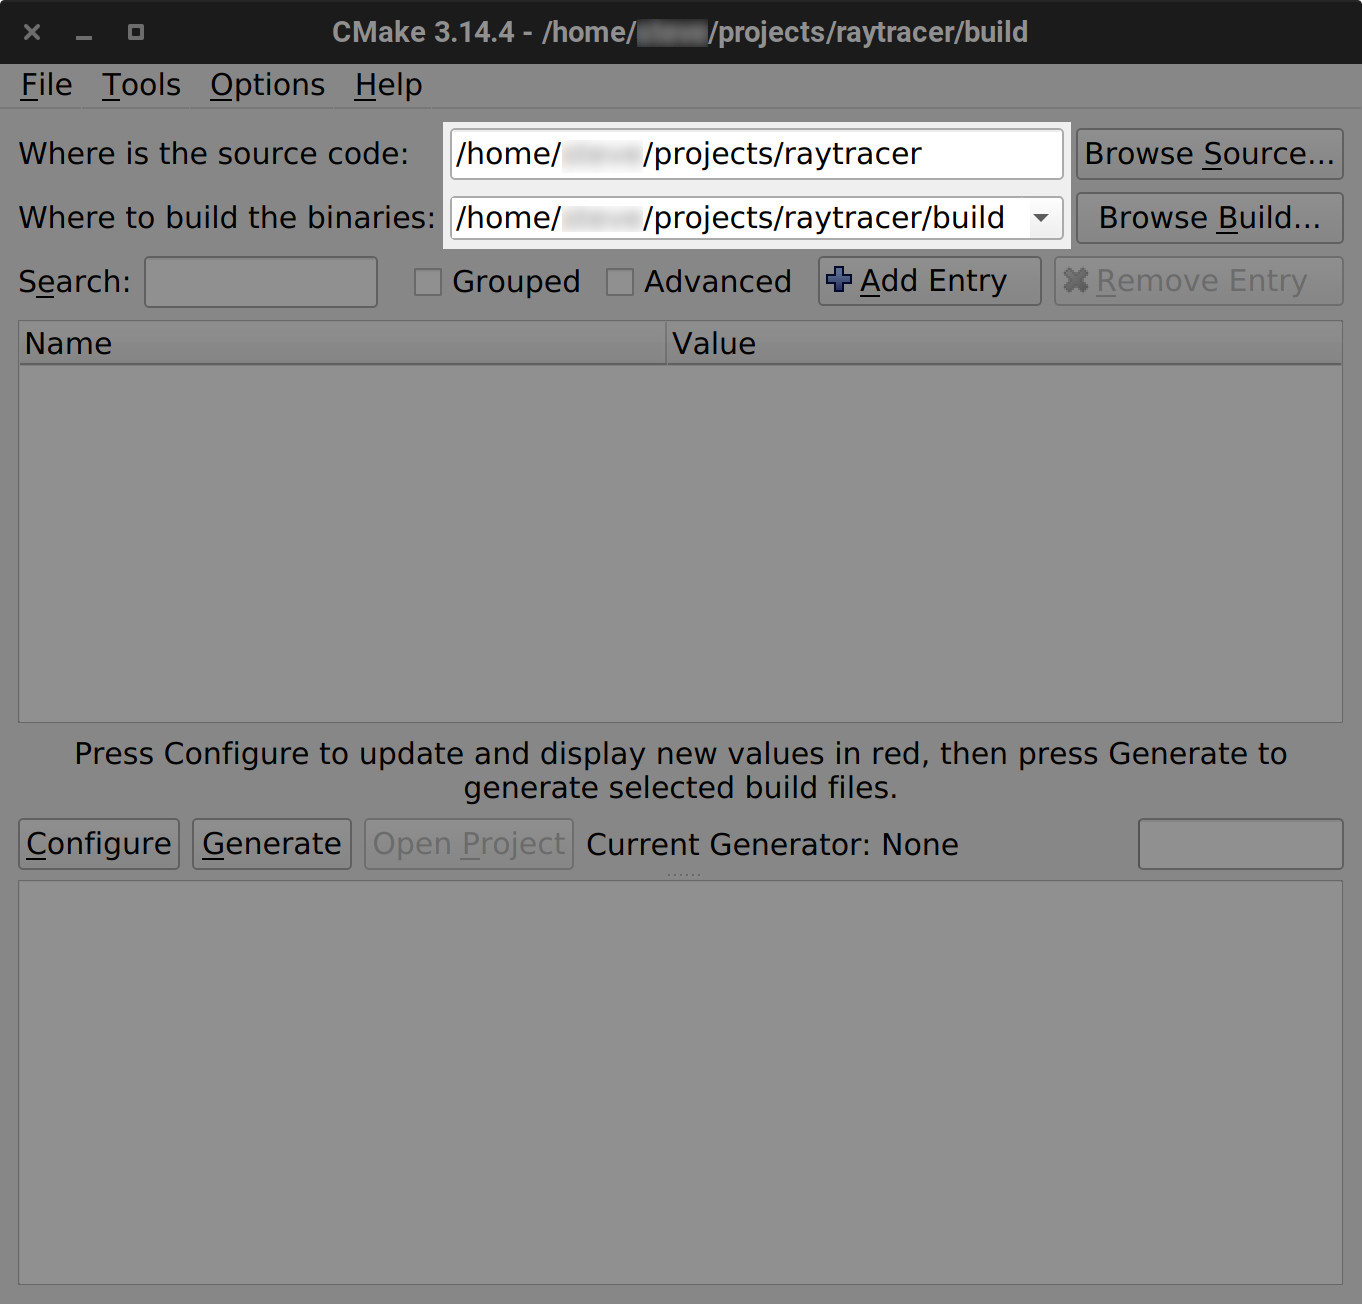 CMake 3.14.4 - /home/ /projects/raytracer/build
File Tools Options Help
Where is the source code: /home/ /projects/raytracer Browse Source...
Where to build the binaries: /home/ /projects/raytracer/build Browse Build...
Search: Grouped Advanced Add Entry Remove Entry
Name Value
Press Configure to update and display new values in red, then press Generate to
generate selected build files.
Configure Generate Open Project Current Generator: None